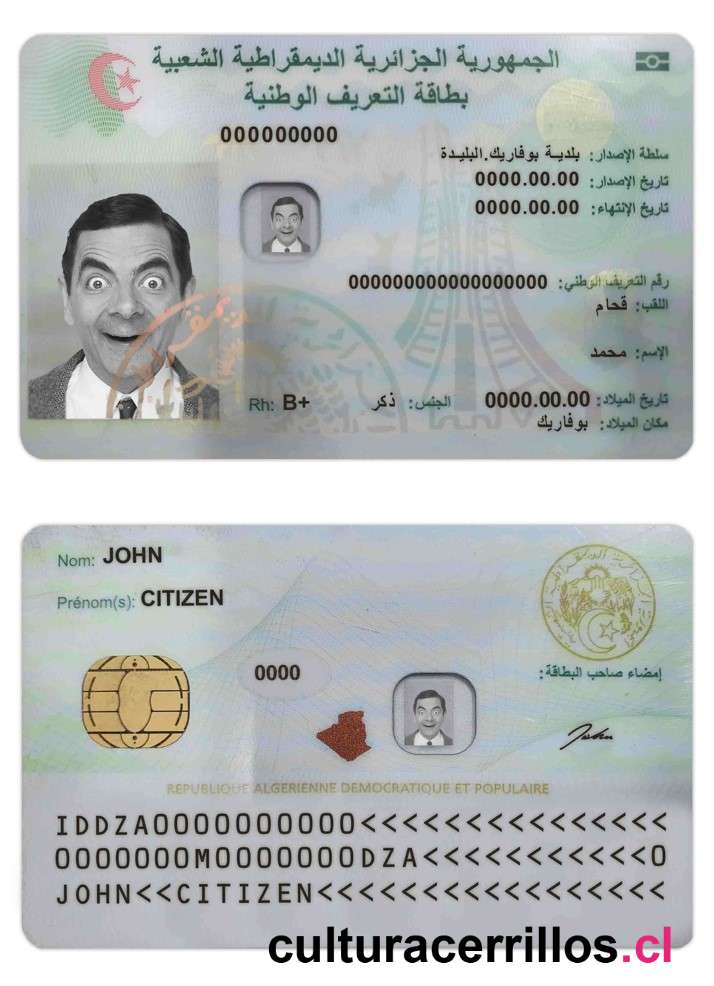 الجمهورية الجزائرية الديمقراطية الشعبية
بطاقة التعريف الوطنية
000000000
سلطة الإصدار: بلديـة بوفاريك.البليـدة
تاريخ الإصدار: 0000.00.00
تاريخ الإنتهاء: 0000.00.00
رقم التعريف الوطني: 000000000000000000
اللقب: قحام
الإسم: محمد
Rh: B+ الجنس: ذكر تاريخ الميلاد: 0000.00.00
مكان الميلاد: بوفاريك
Nom: JOHN
Prénom(s): CITIZEN
0000
إمضاء صاحب البطاقة:
REPUBLIQUE ALGERIENNE DEMOCRATIQUE ET POPULAIRE
IDDZA0000000000<<<<<<<<<<<<<<<
0000000M0000000DZA<<<<<<<<<<<0
JOHN<<CITIZEN<<<<<<<<<<<<<<<<<
culturacerrillos.cl